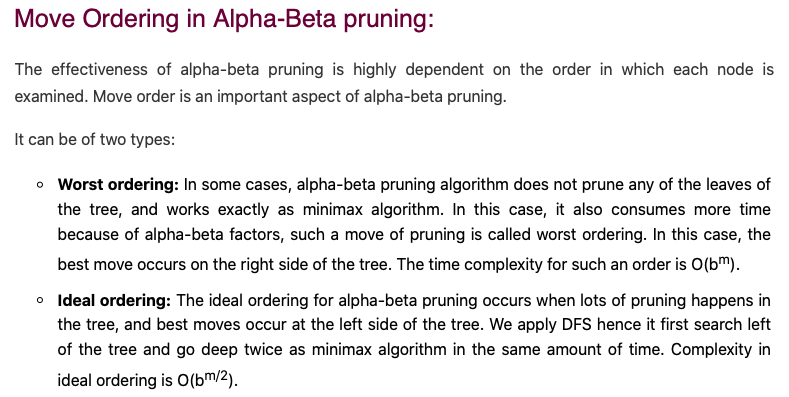 Move Ordering in Alpha-Beta pruning:
The effectiveness of alpha-beta pruning is highly dependent on the order in which each node is
examined. Move order is an important aspect of alpha-beta pruning.
It can be of two types:
○ Worst ordering: In some cases, alpha-beta pruning algorithm does not prune any of the leaves of
the tree, and works exactly as minimax algorithm. In this case, it also consumes more time
because of alpha-beta factors, such a move of pruning is called worst ordering. In this case, the
best move occurs on the right side of the tree. The time complexity for such an order is O(b^m).
○ Ideal ordering: The ideal ordering for alpha-beta pruning occurs when lots of pruning happens in
the tree, and best moves occur at the left side of the tree. We apply DFS hence it first search left
of the tree and go deep twice as minimax algorithm in the same amount of time. Complexity in
ideal ordering is O(b^m/2).